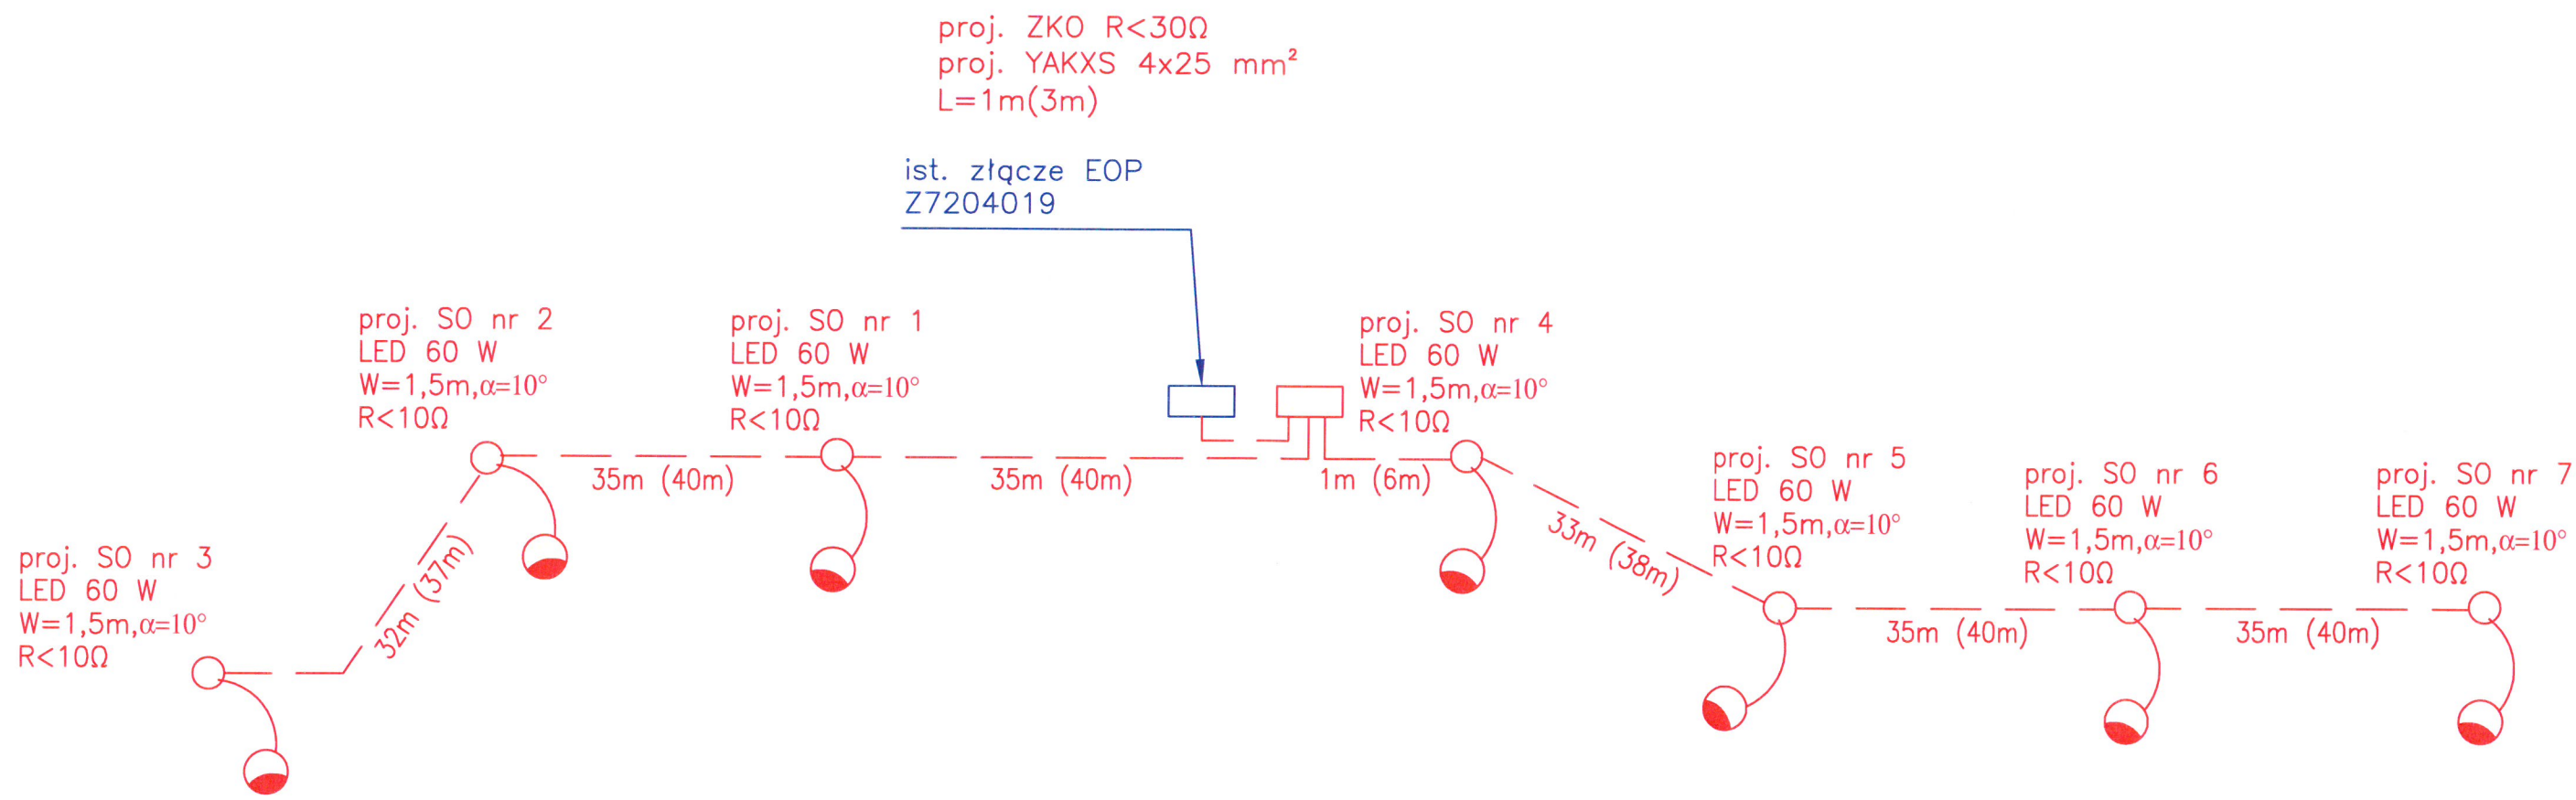 proj. ZKO R<30Ω
proj. YAKXS 4x25 mm²
L=1m(3m)
ist. złącze EOP
Z7204019
proj. SO nr 2
LED 60 W
W=1,5m,α=10°
R<10Ω
proj. SO nr 1
LED 60 W
W=1,5m,α=10°
R<10Ω
proj. SO nr 4
LED 60 W
W=1,5m,α=10°
R<10Ω
35m (40m)
35m (40m)
1m (6m)
proj. SO nr 5
LED 60 W
W=1,5m,α=10°
R<10Ω
proj. SO nr 6
LED 60 W
W=1,5m,α=10°
R<10Ω
proj. SO nr 7
LED 60 W
W=1,5m,α=10°
R<10Ω
33m (38m)
proj. SO nr 3
LED 60 W
W=1,5m,α=10°
R<10Ω
32m (37m)
35m (40m)
35m (40m)